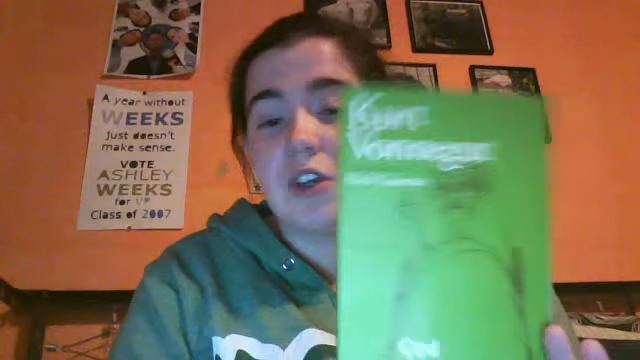 A year without
WEEKS
just doesn't
make sense.
VOTE
ASHLEY
WEEKS
for VP
Class of 2007
Kurt
Vonnegut